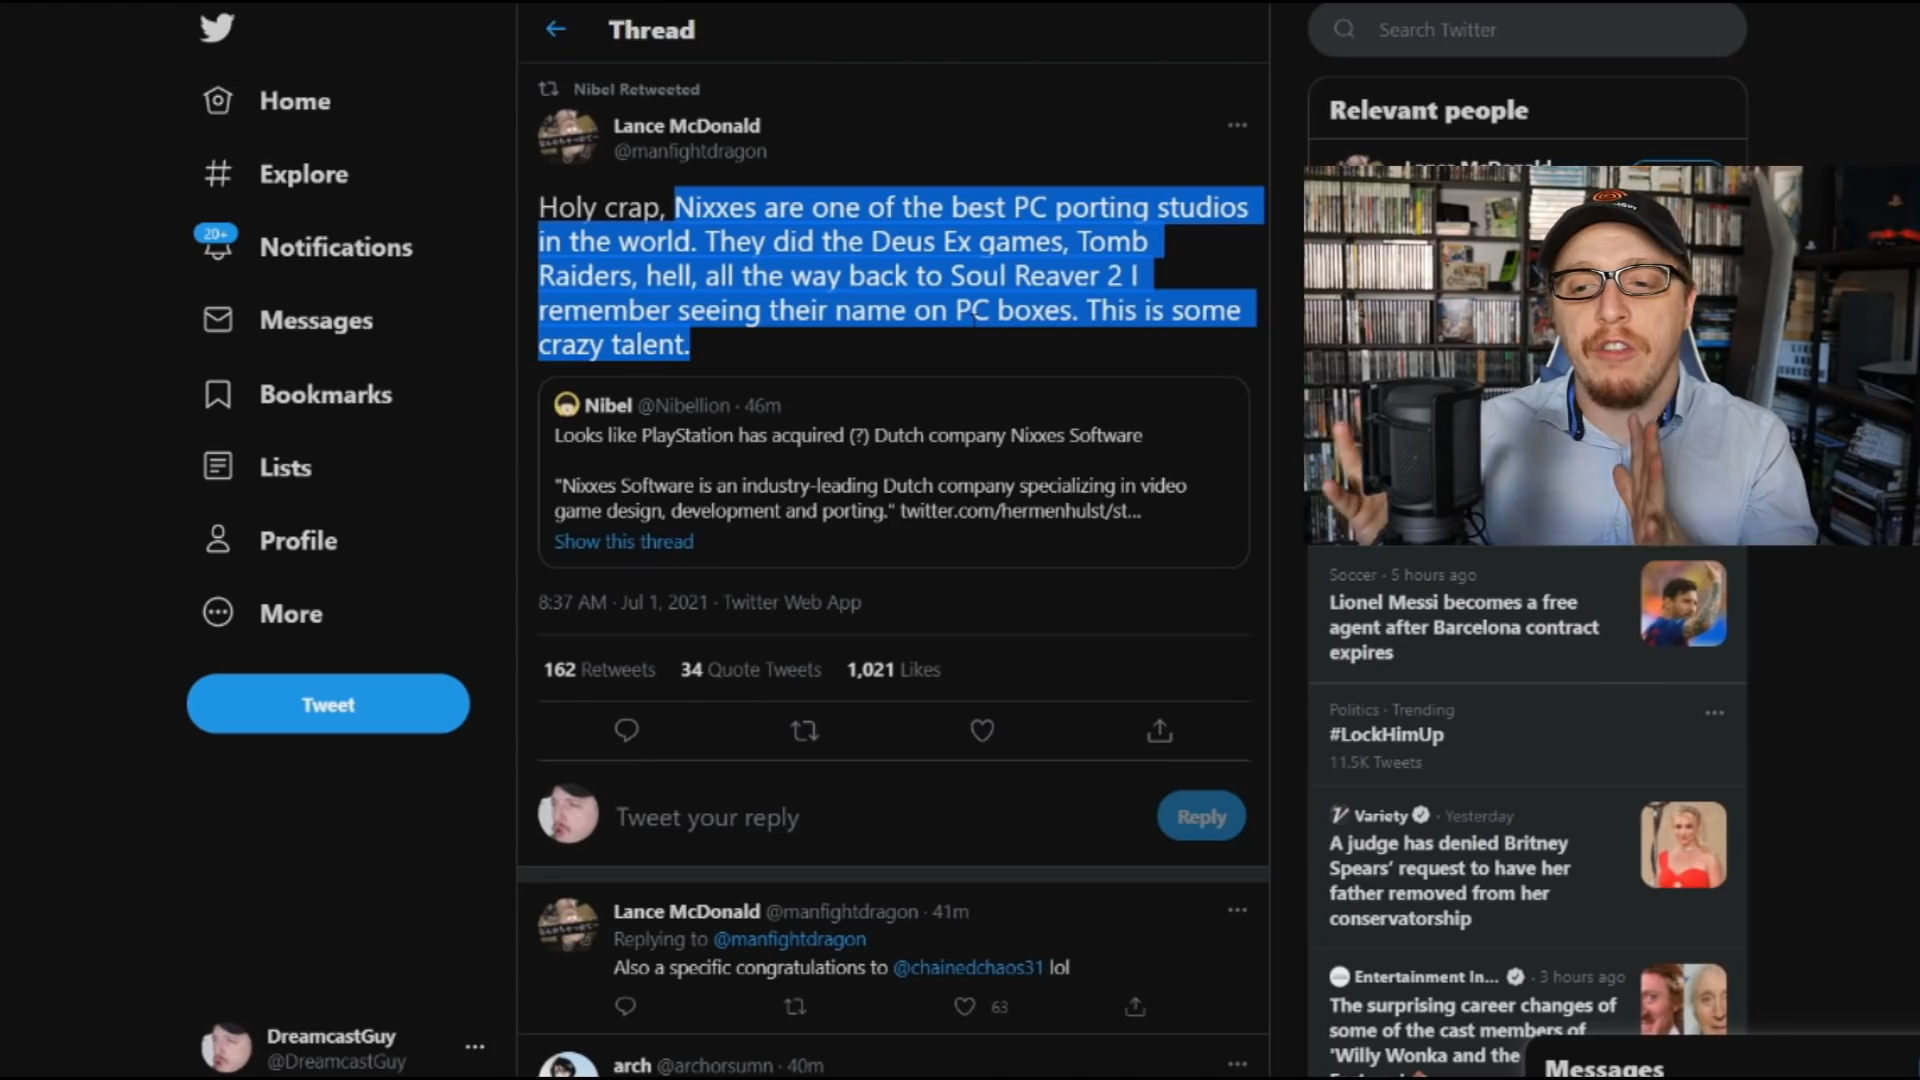 Home
Explore
20+
Notifications
Messages
Bookmarks
Lists
Profile
More
Tweet
DreamcastGuy
@DreamcastGuy
Thread
Nibel Retweeted
Lance McDonald
@manfightdragon
Holy crap, Nixxes are one of the best PC porting studios
in the world. They did the Deus Ex games, Tomb
Raiders, hell, all the way back to Soul Reaver 2 I
remember seeing their name on PC boxes. This is some
crazy talent.
Nibel @Nibellion · 46m
Looks like PlayStation has acquired (?) Dutch company Nixxes Software
"Nixxes Software is an industry-leading Dutch company specializing in video
game design, development and porting." twitter.com/hermenhulst/st...
Show this thread
8:37 AM · Jul 1, 2021 · Twitter Web App
162 Retweets 34 Quote Tweets 1,021 Likes
Tweet your reply
Reply
Lance McDonald @manfightdragon · 41m
Replying to @manfightdragon
Also a specific congratulations to @chainedchaos31 lol
63
arch @archorsumn · 40m
Search Twitter
Relevant people
Lance McDonald
Soccer · 5 hours ago
Lionel Messi becomes a free
agent after Barcelona contract
expires
Politics · Trending
#LockHimUp
11.5K Tweets
Variety · Yesterday
A judge has denied Britney
Spears' request to have her
father removed from her
conservatorship
Entertainment In... · 3 hours ago
The surprising career changes of
some of the cast members of
'Willy Wonka and the
Messages